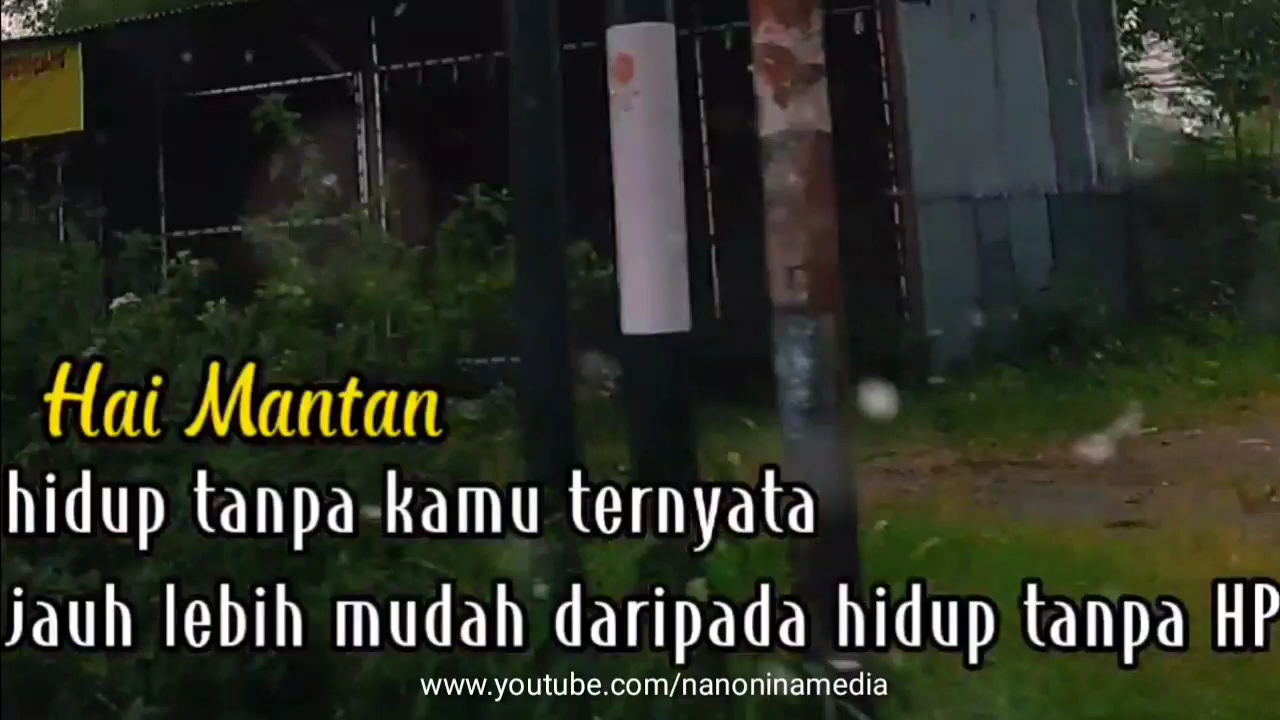 Hai Mantan
hidup tanpa kamu ternyata
jauh lebih mudah daripada hidup tanpa HP
www.youtube.com/nanoninamedia